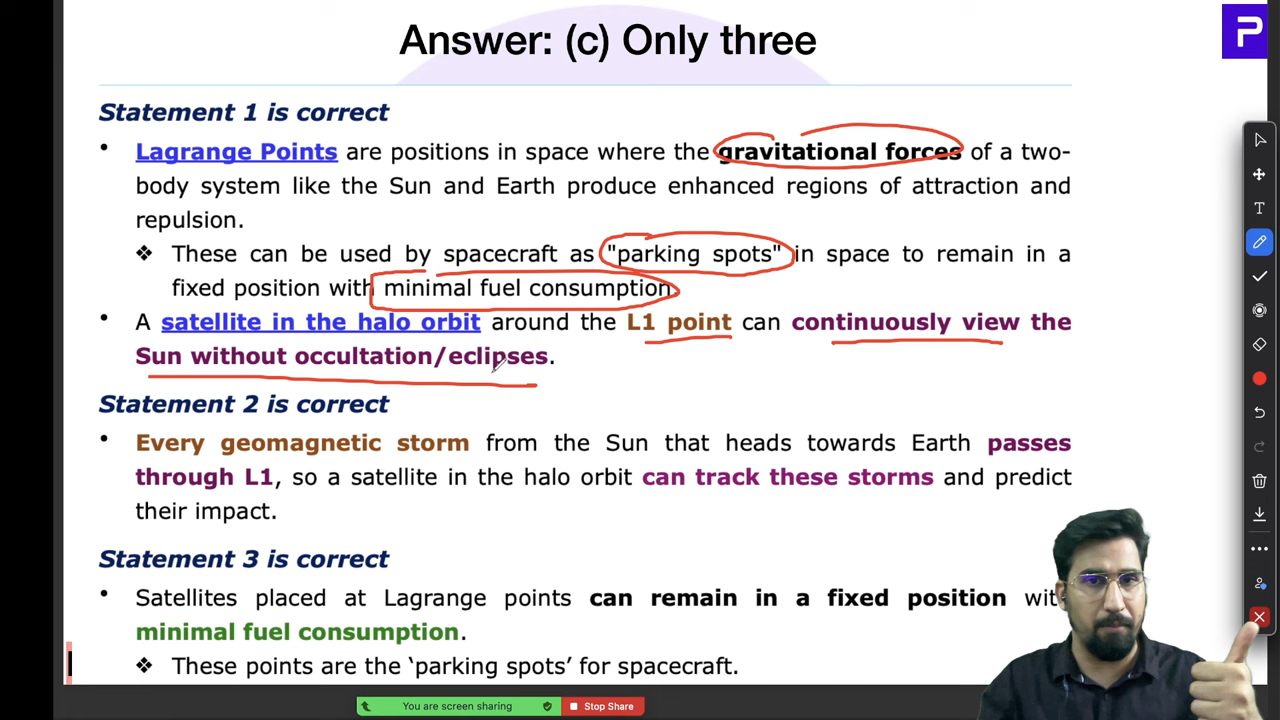 Answer: (c) Only three
P
Statement 1 is correct
• Lagrange Points are positions in space where the gravitational forces of a two-
body system like the Sun and Earth produce enhanced regions of attraction and
repulsion.
❖ These can be used by spacecraft as "parking spots" in space to remain in a
fixed position with minimal fuel consumption.
• A satellite in the halo orbit around the L1 point can continuously view the
Sun without occultation/eclipses.
Statement 2 is correct
• Every geomagnetic storm from the Sun that heads towards Earth passes
through L1, so a satellite in the halo orbit can track these storms and predict
their impact.
Statement 3 is correct
• Satellites placed at Lagrange points can remain in a fixed position with
minimal fuel consumption.
❖ These points are the ‘parking spots’ for spacecraft.
You are screen sharing
Stop Share